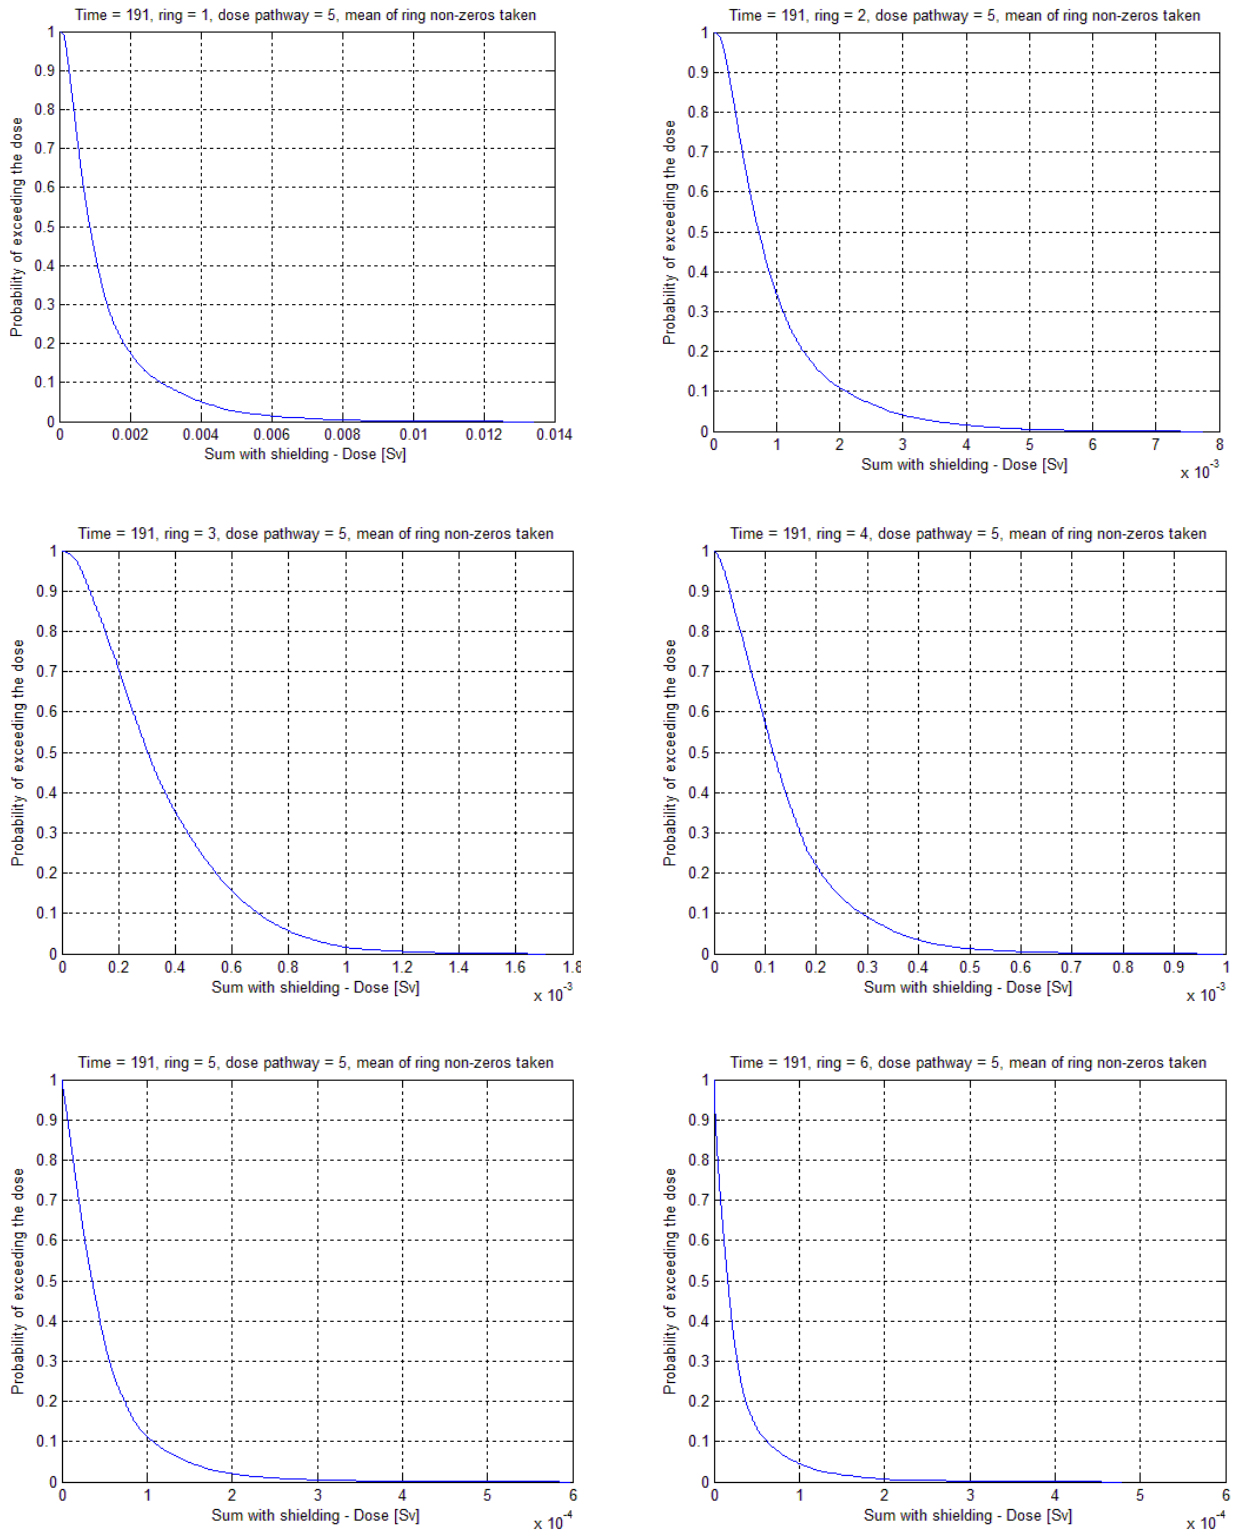 Time = 191, ring = 1, dose pathway = 5, mean of ring non-zeros taken
Probability of exceeding the dose
1
0.9
0.8
0.7
0.6
0.5
0.4
0.3
0.2
0.1
0
0 0.002 0.004 0.006 0.008 0.01 0.012 0.014
Sum with shielding - Dose [Sv]
Time = 191, ring = 2, dose pathway = 5, mean of ring non-zeros taken
Probability of exceeding the dose
1
0.9
0.8
0.7
0.6
0.5
0.4
0.3
0.2
0.1
0
0 1 2 3 4 5 6 7 8
Sum with shielding - Dose [Sv]
x 10⁻³
Time = 191, ring = 3, dose pathway = 5, mean of ring non-zeros taken
Probability of exceeding the dose
1
0.9
0.8
0.7
0.6
0.5
0.4
0.3
0.2
0.1
0
0 0.2 0.4 0.6 0.8 1 1.2 1.4 1.6 1.8
Sum with shielding - Dose [Sv]
x 10⁻³
Time = 191, ring = 4, dose pathway = 5, mean of ring non-zeros taken
Probability of exceeding the dose
1
0.9
0.8
0.7
0.6
0.5
0.4
0.3
0.2
0.1
0
0 0.1 0.2 0.3 0.4 0.5 0.6 0.7 0.8 0.9 1
Sum with shielding - Dose [Sv]
x 10⁻³
Time = 191, ring = 5, dose pathway = 5, mean of ring non-zeros taken
Probability of exceeding the dose
1
0.9
0.8
0.7
0.6
0.5
0.4
0.3
0.2
0.1
0
0 1 2 3 4 5 6
Sum with shielding - Dose [Sv]
x 10⁻⁴
Time = 191, ring = 6, dose pathway = 5, mean of ring non-zeros taken
Probability of exceeding the dose
1
0.9
0.8
0.7
0.6
0.5
0.4
0.3
0.2
0.1
0
0 1 2 3 4 5 6
Sum with shielding - Dose [Sv]
x 10⁻⁴